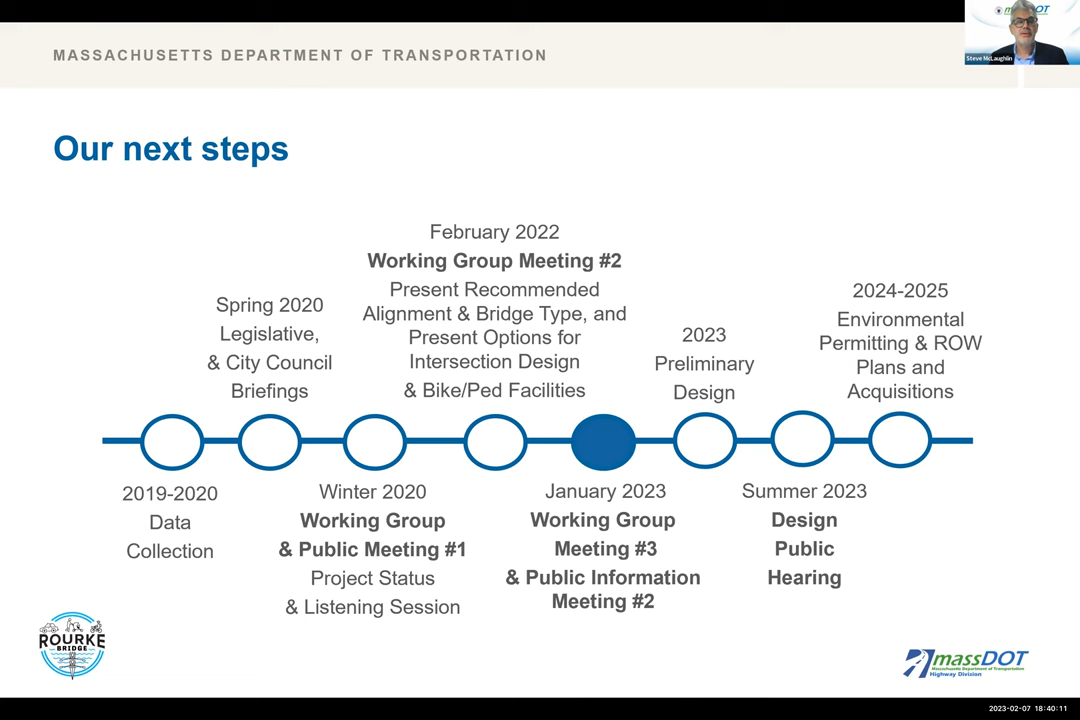 MASSACHUSETTS DEPARTMENT OF TRANSPORTATION
massDOT
Steve McLaughlin
Our next steps
2019-2020
Data
Collection
Spring 2020
Legislative,
& City Council
Briefings
Winter 2020
Working Group
& Public Meeting #1
Project Status
& Listening Session
February 2022
Working Group Meeting #2
Present Recommended
Alignment & Bridge Type, and
Present Options for
Intersection Design
& Bike/Ped Facilities
January 2023
Working Group
Meeting #3
& Public Information
Meeting #2
2023
Preliminary
Design
Summer 2023
Design
Public
Hearing
2024-2025
Environmental
Permitting & ROW
Plans and
Acquisitions
ROURKE
BRIDGE
massDOT
Massachusetts Department of Transportation
Highway Division
2023-02-07 18:40:11